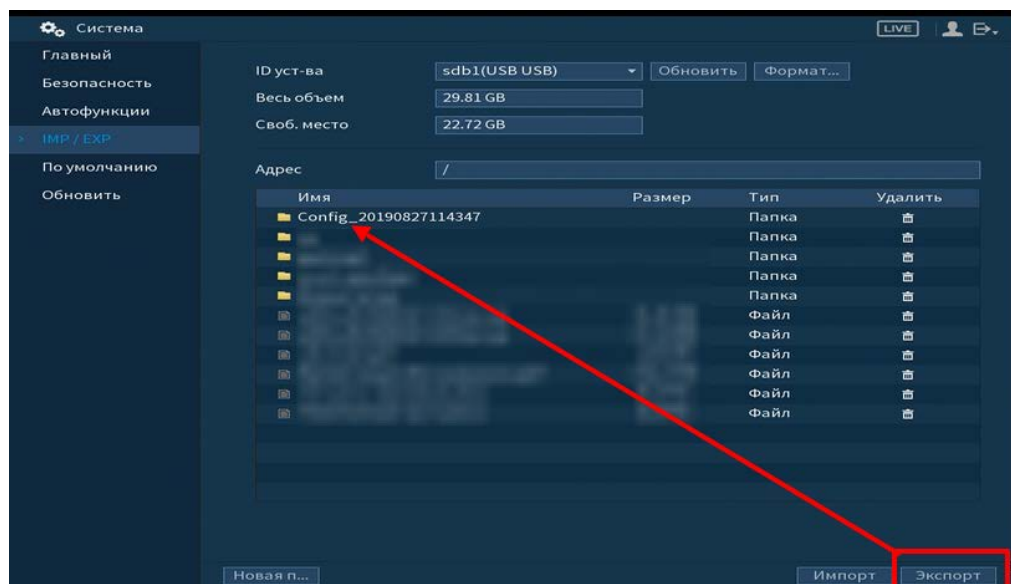 Система LIVE
Главный
Безопасность
Автофункции
IMP / EXP
По умолчанию
Обновить
ID уст-ва sdb1(USB USB) Обновить Формат...
Весь объем 29.81 GB
Своб. место 22.72 GB
Адрес /
Имя Размер Тип Удалить
Config_20190827114347 Папка
Папка
Папка
Папка
Папка
Файл
Файл
Файл
Файл
Файл
Файл
Новая п... Импорт Экспорт